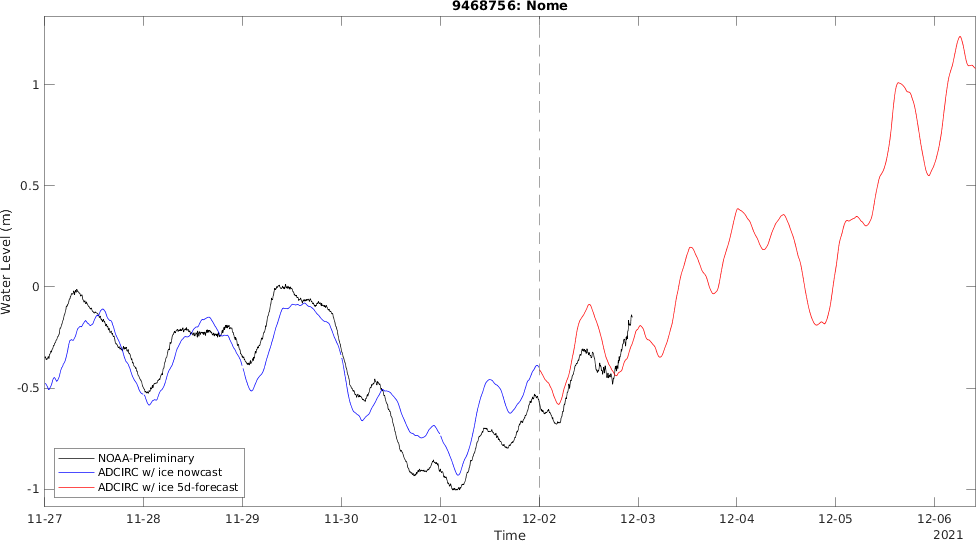 9468756: Nome
Water Level (m)
1
0.5
0
-0.5
-1
NOAA-Preliminary
ADCIRC w/ ice nowcast
ADCIRC w/ ice 5d-forecast
11-27 11-28 11-29 11-30 12-01 12-02 12-03 12-04 12-05 12-06
Time
2021